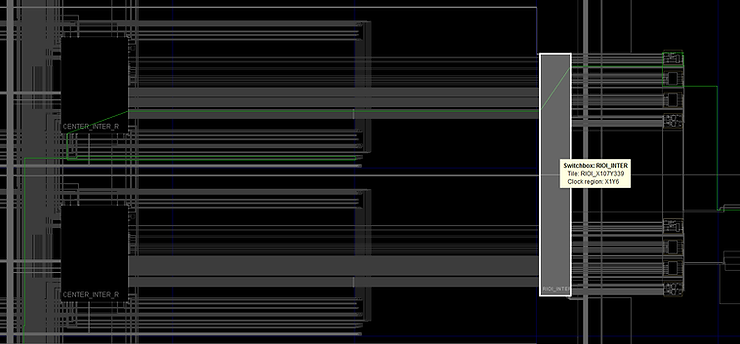 CENTER_INTER_R
Switchbox: RIOI_INTER
Tile: RIOI_X107Y339
Clock region: X1Y6
CENTER_INTER_R
RIOI_INTER